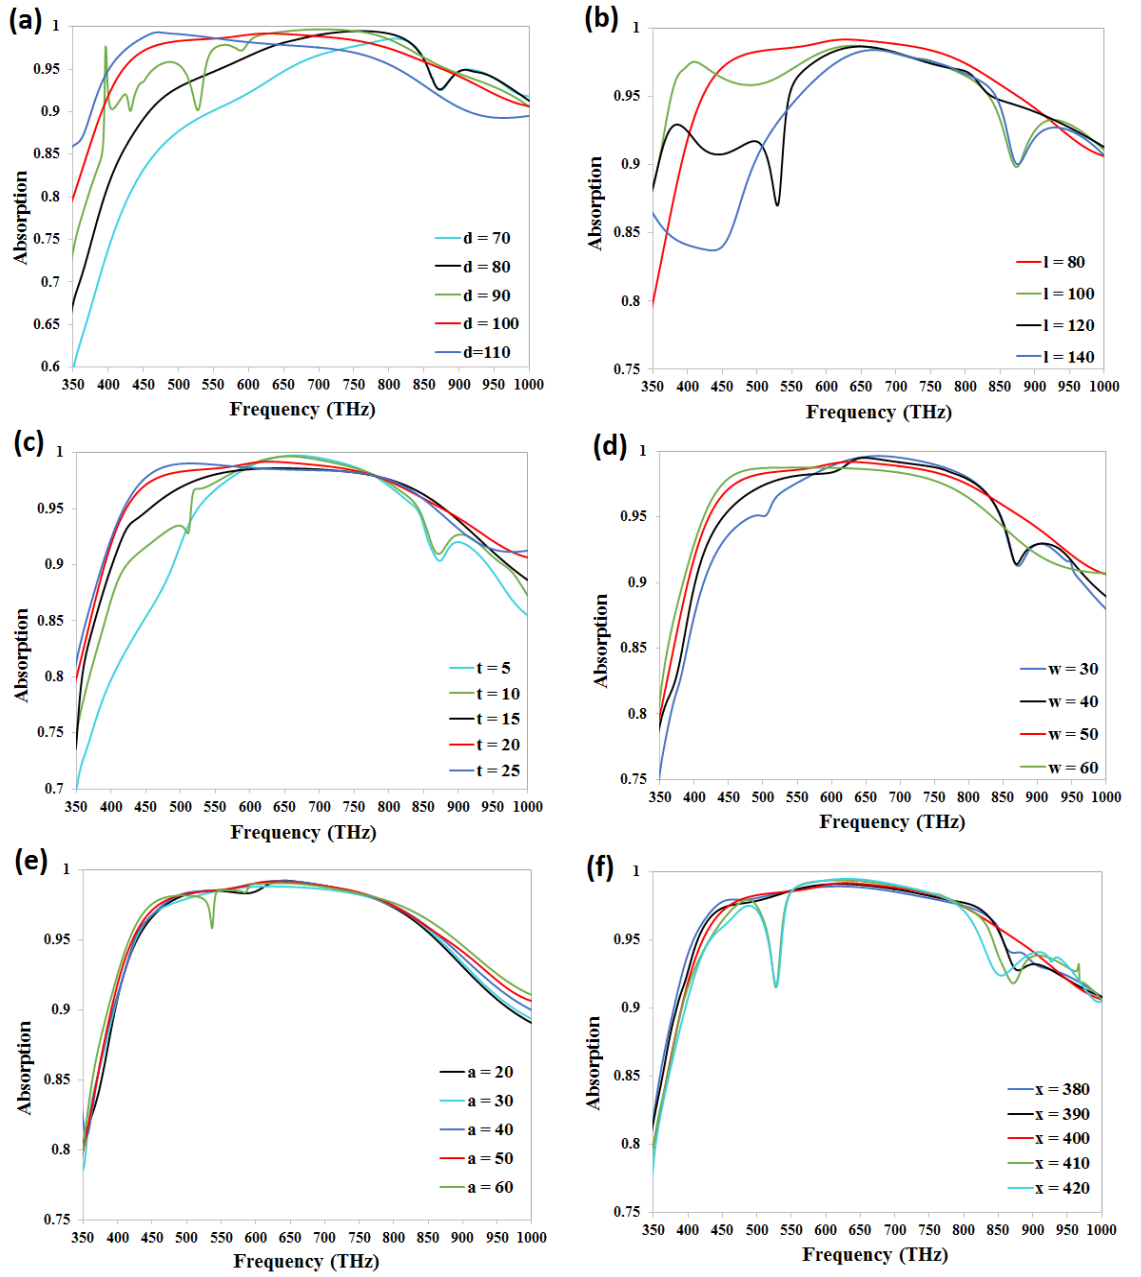 (a)
1
0.95
0.9
0.85
0.8
0.75
0.7
0.65
0.6
Absorption
350 400 450 500 550 600 650 700 750 800 850 900 950 1000
Frequency (THz)
d = 70
d = 80
d = 90
d = 100
d=110
(b)
1
0.95
0.9
0.85
0.8
0.75
Absorption
350 400 450 500 550 600 650 700 750 800 850 900 950 1000
Frequency (THz)
l = 80
l = 100
l = 120
l = 140
(c)
1
0.95
0.9
0.85
0.8
0.75
0.7
Absorption
350 400 450 500 550 600 650 700 750 800 850 900 950 1000
Frequency (THz)
t = 5
t = 10
t = 15
t = 20
t = 25
(d)
1
0.95
0.9
0.85
0.8
0.75
Absorption
350 400 450 500 550 600 650 700 750 800 850 900 950 1000
Frequency (THz)
w = 30
w = 40
w = 50
w = 60
(e)
1
0.95
0.9
0.85
0.8
0.75
Absorption
350 400 450 500 550 600 650 700 750 800 850 900 950 1000
Frequency (THz)
a = 20
a = 30
a = 40
a = 50
a = 60
(f)
1
0.95
0.9
0.85
0.8
0.75
Absorption
350 400 450 500 550 600 650 700 750 800 850 900 950 1000
Frequency (THz)
x = 380
x = 390
x = 400
x = 410
x = 420